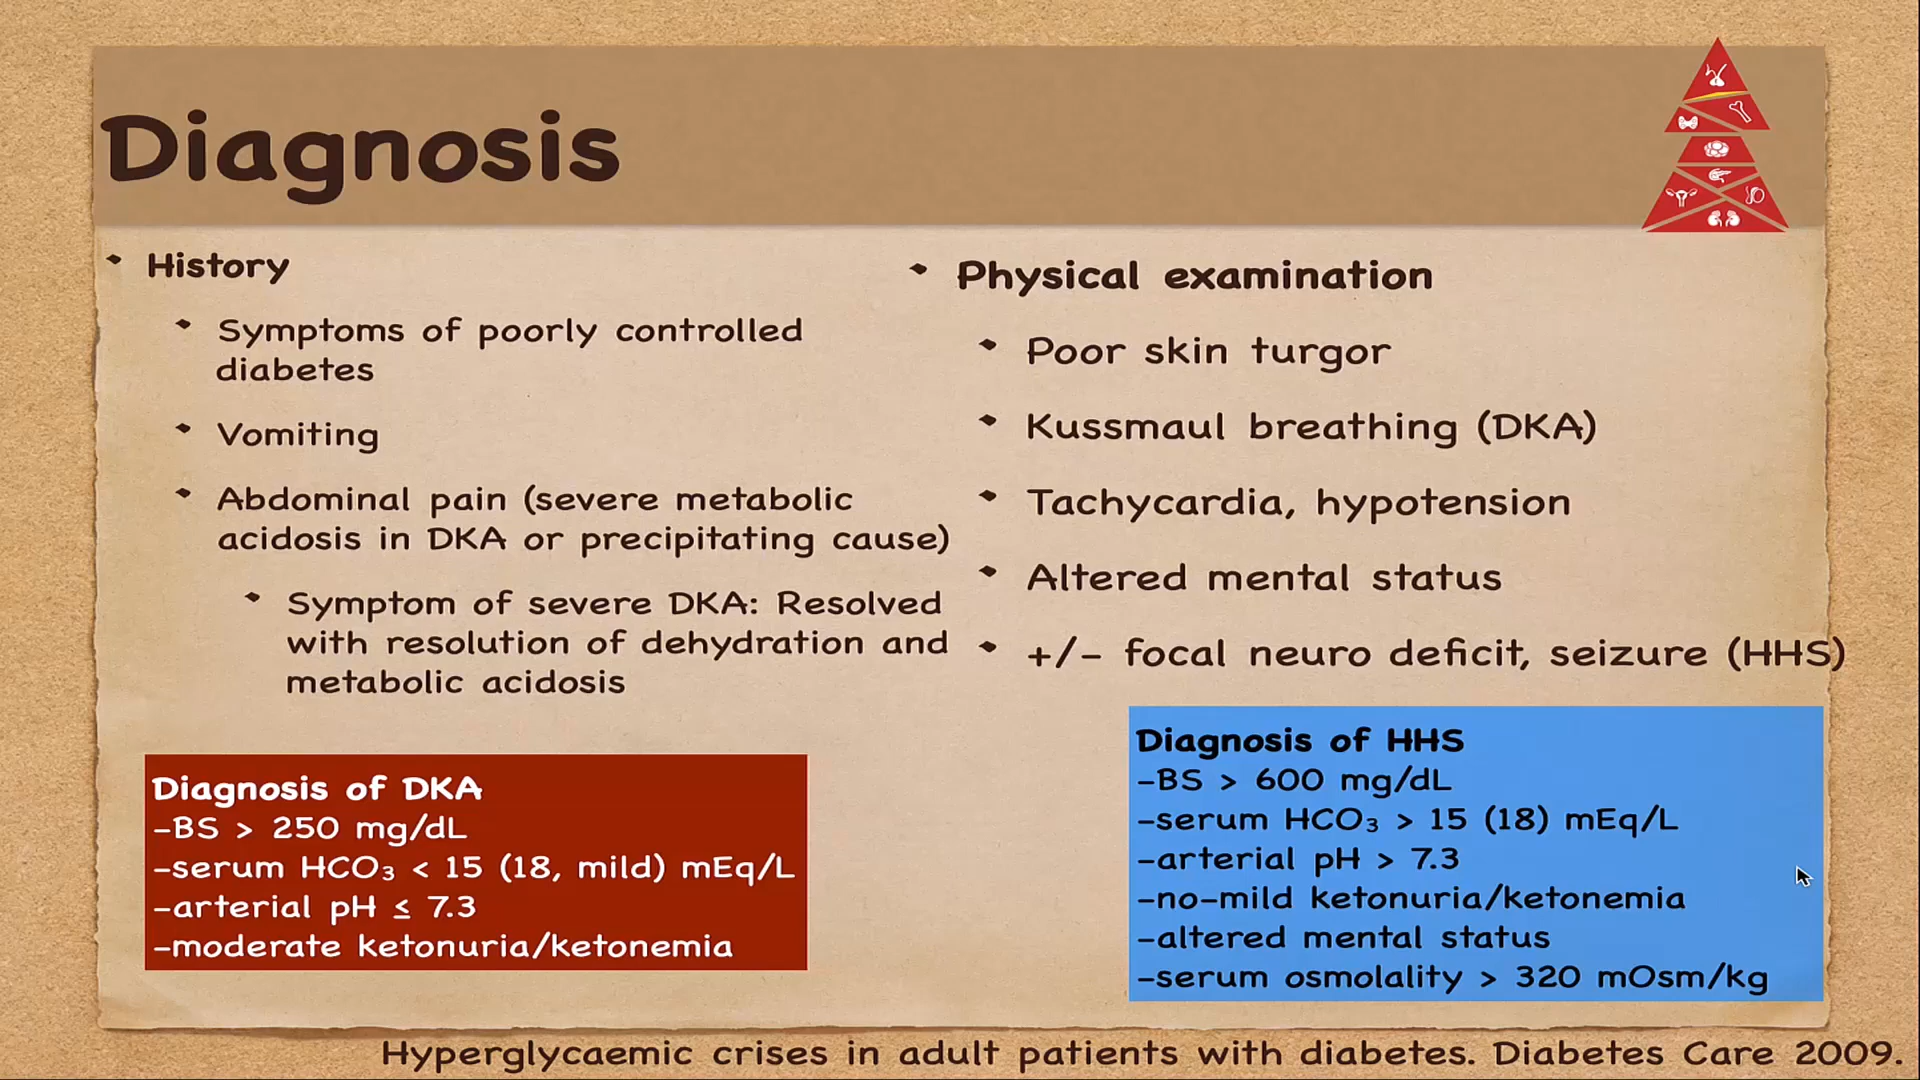 Diagnosis
History
Symptoms of poorly controlled
diabetes
Vomiting
Abdominal pain (severe metabolic
acidosis in DKA or precipitating cause)
Symptom of severe DKA: Resolved
with resolution of dehydration and
metabolic acidosis
Physical examination
Poor skin turgor
Kussmaul breathing (DKA)
Tachycardia, hypotension
Altered mental status
+/- focal neuro deficit, seizure (HHS)
Diagnosis of DKA
-BS > 250 mg/dL
-serum HCO₃ < 15 (18, mild) mEq/L
-arterial pH ≤ 7.3
-moderate ketonuria/ketonemia
Diagnosis of HHS
-BS > 600 mg/dL
-serum HCO₃ > 15 (18) mEq/L
-arterial pH > 7.3
-no-mild ketonuria/ketonemia
-altered mental status
-serum osmolality > 320 mOsm/kg
Hyperglycaemic crises in adult patients with diabetes. Diabetes Care 2009.